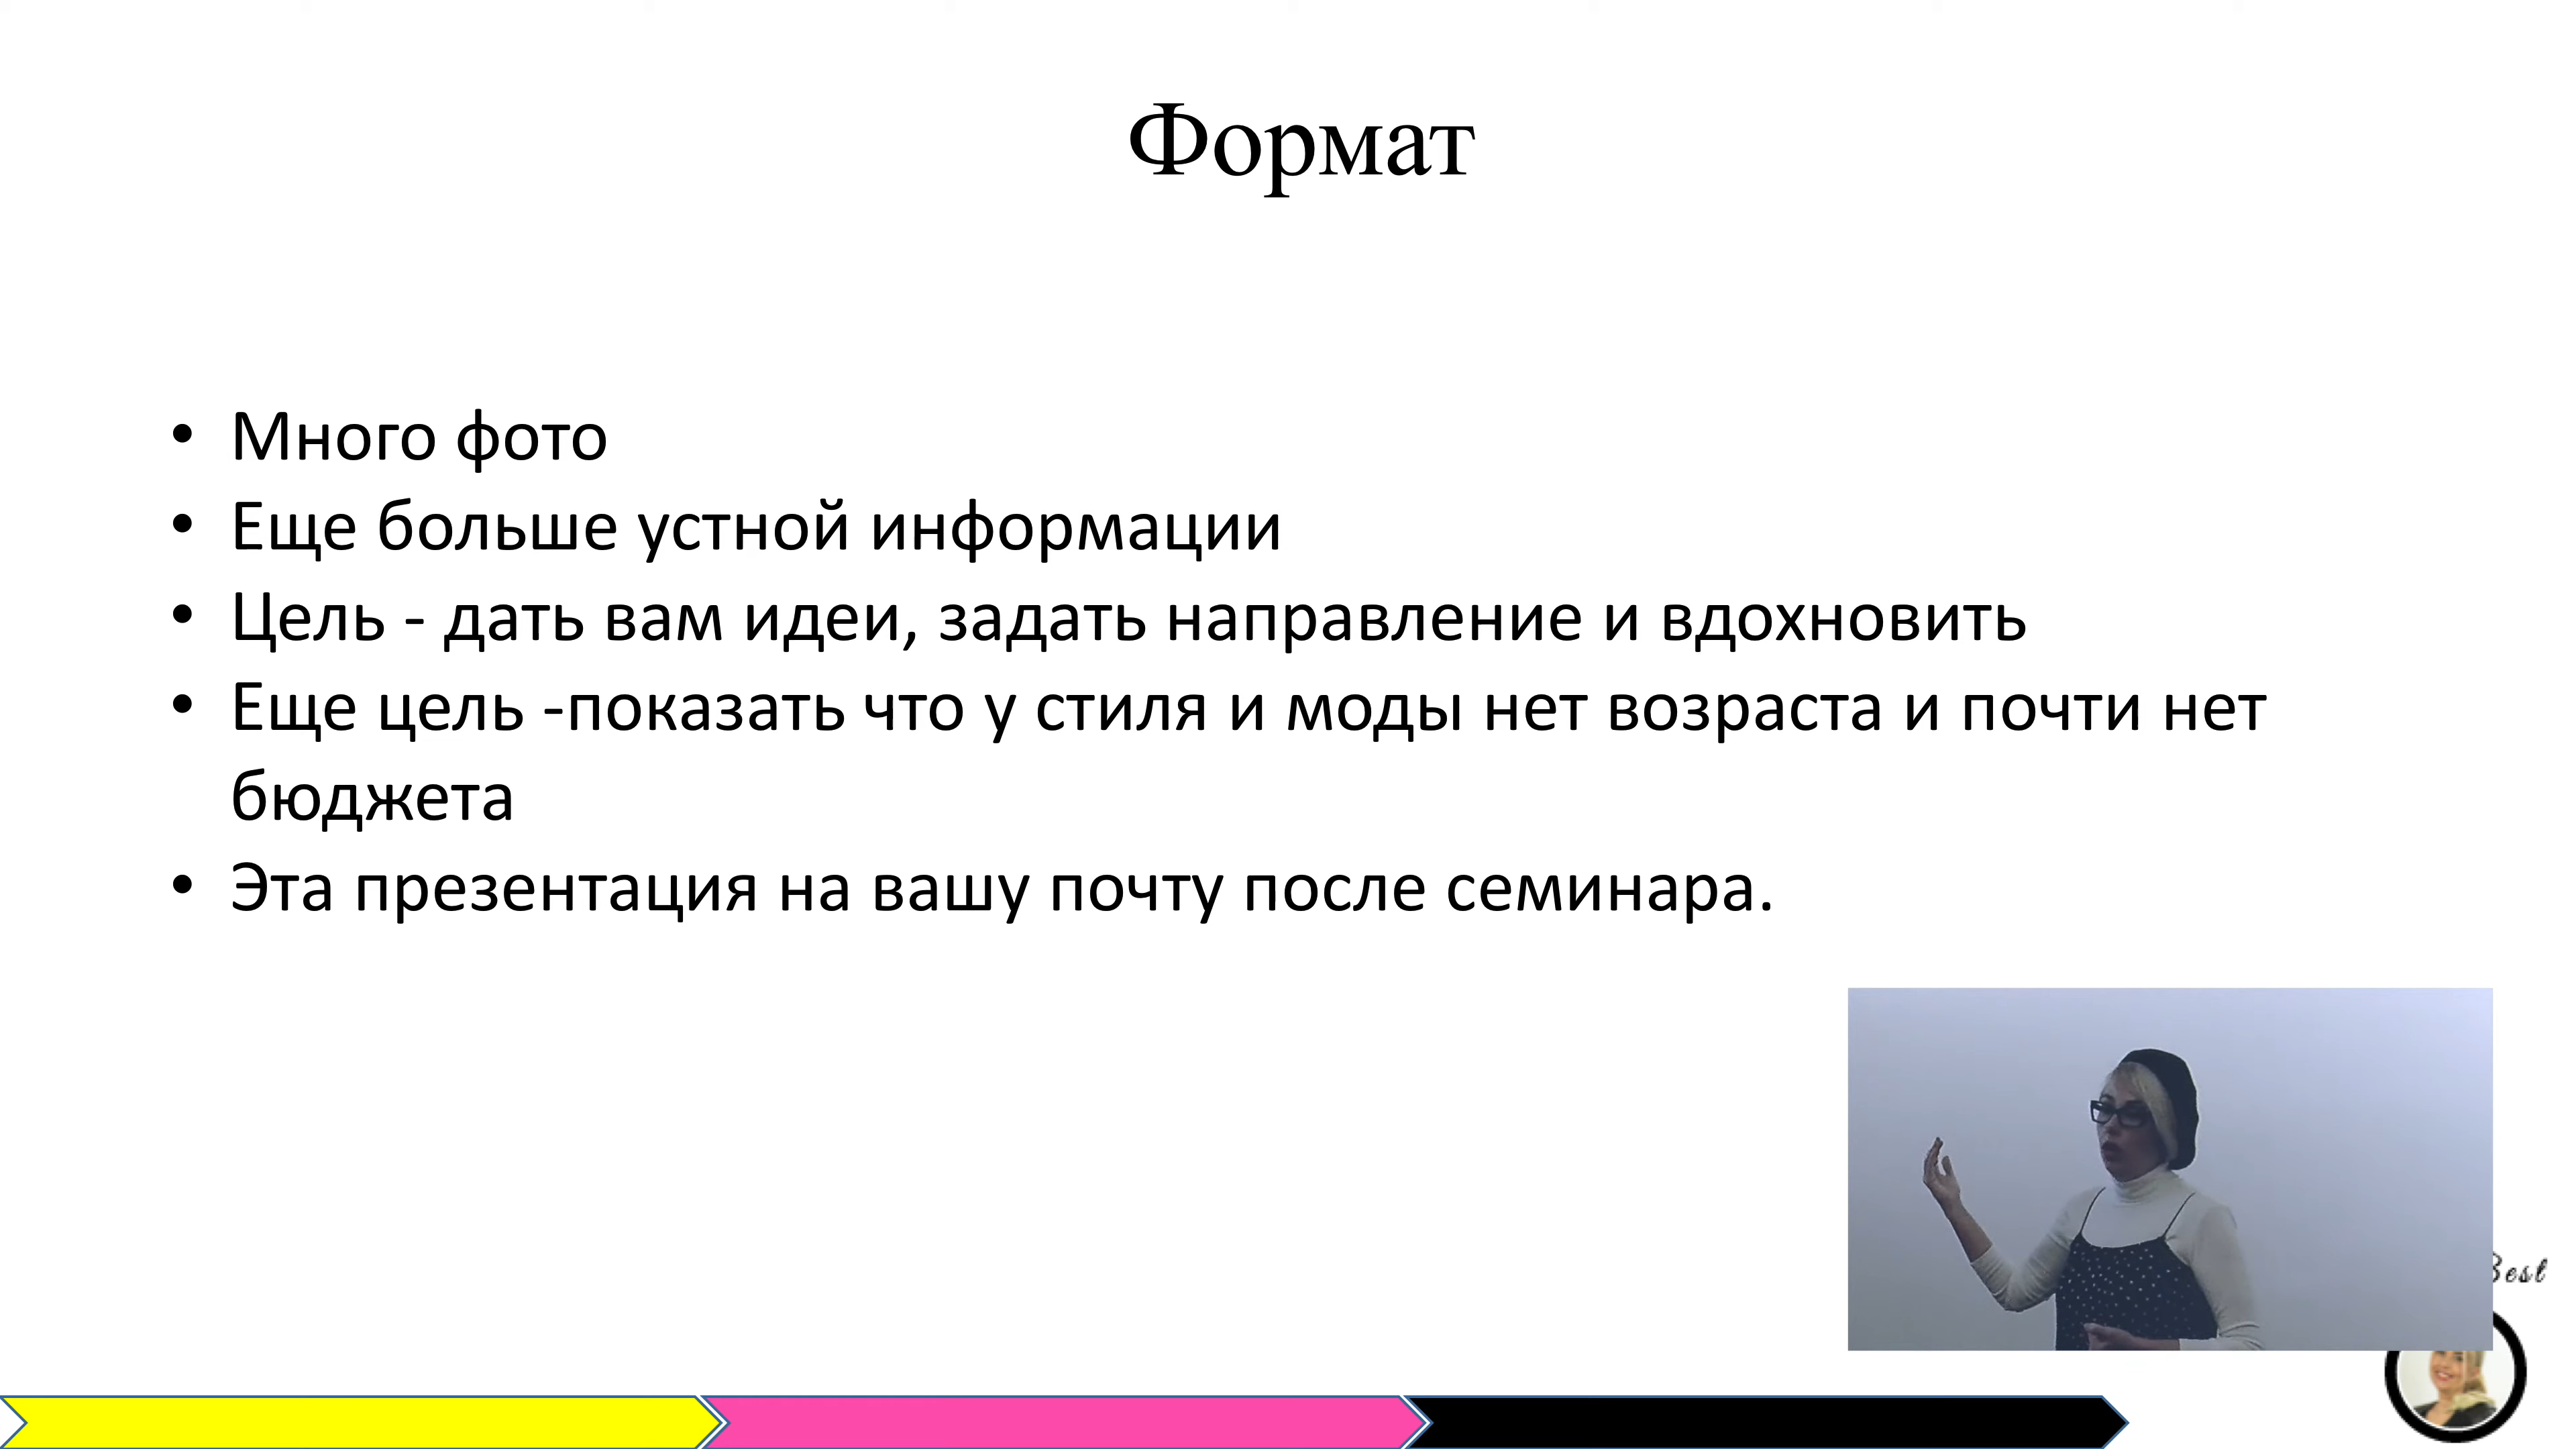 Формат
• Много фото
• Еще больше устной информации
• Цель - дать вам идеи, задать направление и вдохновить
• Еще цель -показать что у стиля и моды нет возраста и почти нет
бюджета
• Эта презентация на вашу почту после семинара.
Best